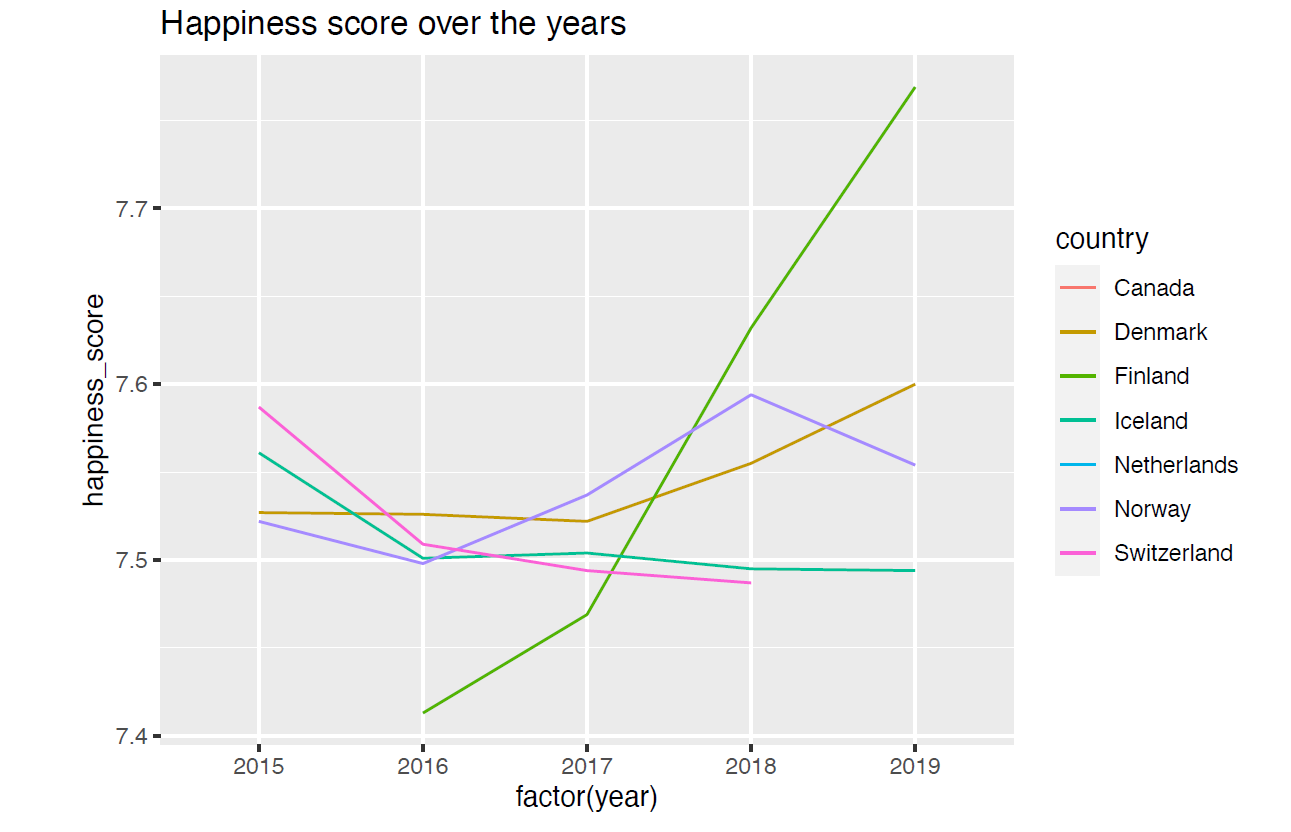 Happiness score over the years
happiness_score
7.7
7.6
7.5
7.4
2015 2016 2017 2018 2019
factor(year)
country
Canada
Denmark
Finland
Iceland
Netherlands
Norway
Switzerland